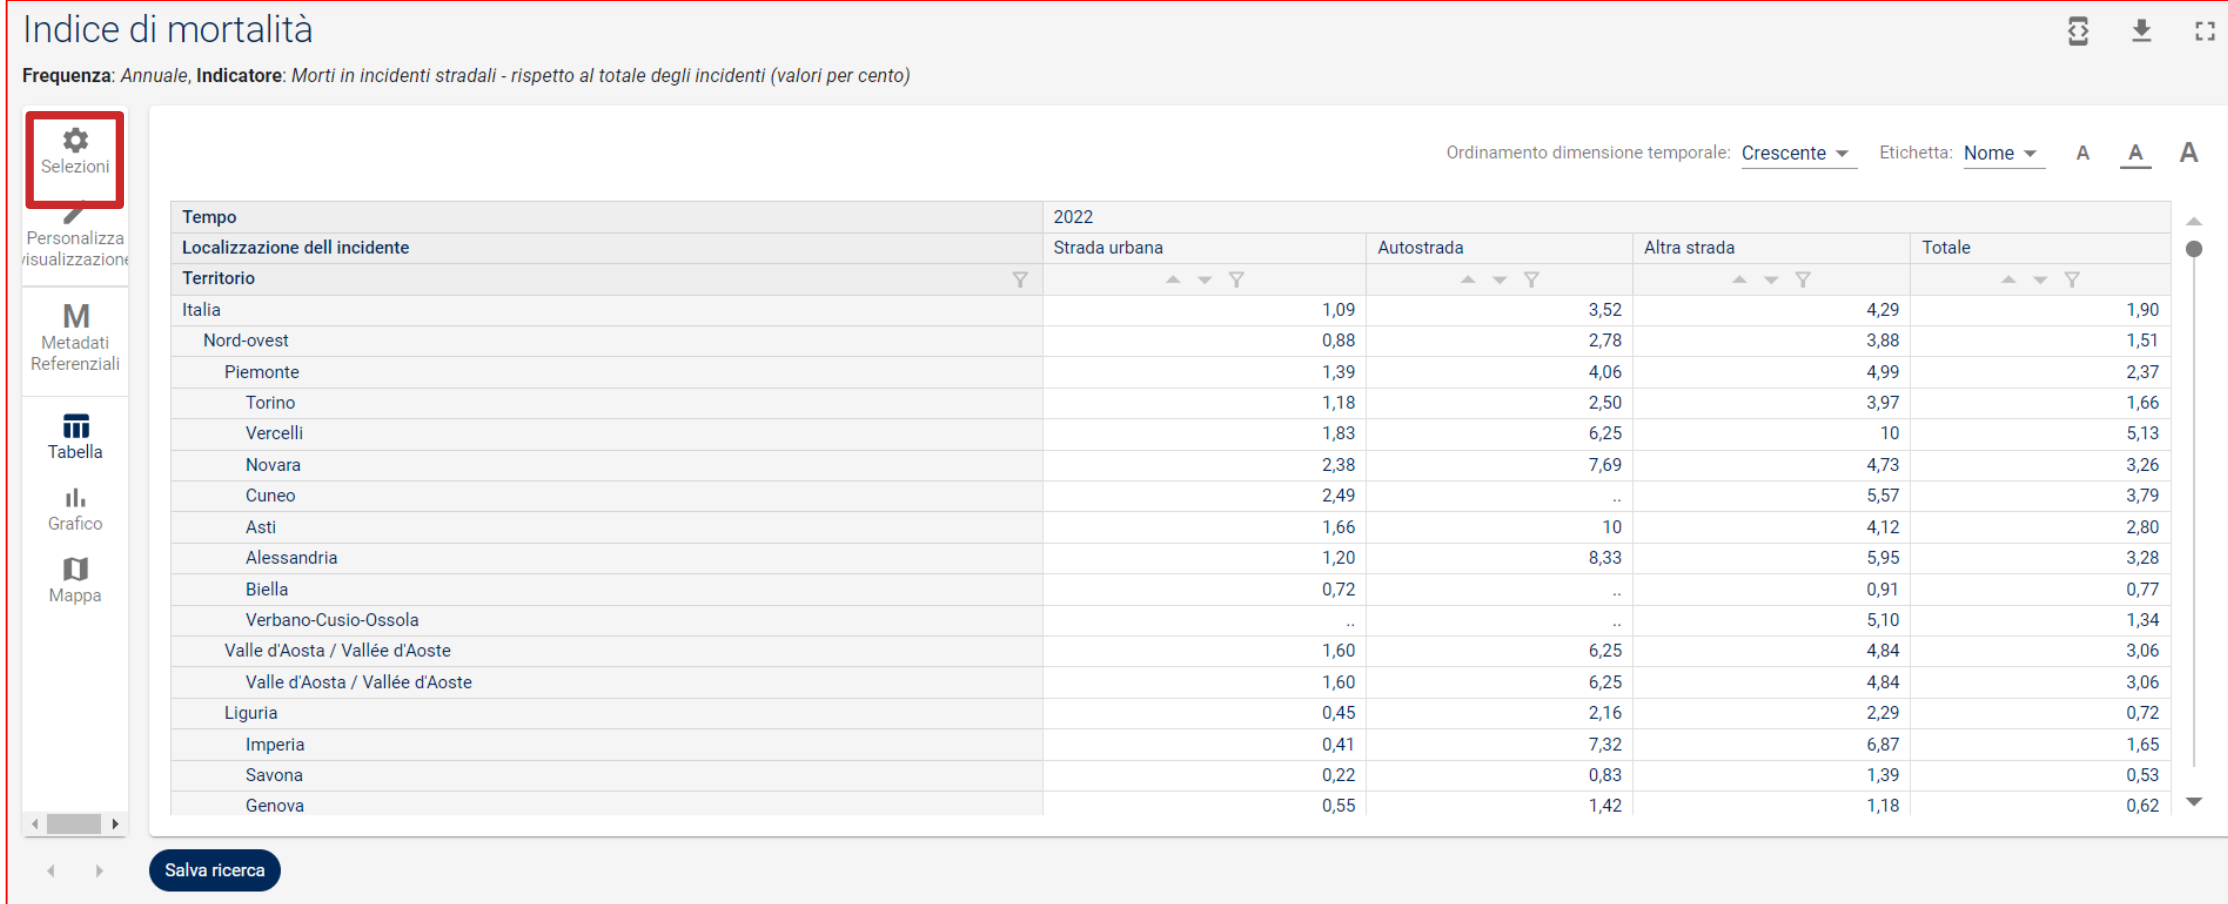 Indice di mortalità
Frequenza: Annuale, Indicatore: Morti in incidenti stradali - rispetto al totale degli incidenti (valori per cento)
Selezioni
Personalizza
visualizzazione
M
Metadati
Referenziali
Tabella
Grafico
Mappa
Ordinamento dimensione temporale: Crescente Etichetta: Nome A A A
Tempo 2022
Localizzazione dell incidente Strada urbana Autostrada Altra strada Totale
Territorio
Italia 1,09 3,52 4,29 1,90
Nord-ovest 0,88 2,78 3,88 1,51
Piemonte 1,39 4,06 4,99 2,37
Torino 1,18 2,50 3,97 1,66
Vercelli 1,83 6,25 10 5,13
Novara 2,38 7,69 4,73 3,26
Cuneo 2,49 .. 5,57 3,79
Asti 1,66 10 4,12 2,80
Alessandria 1,20 8,33 5,95 3,28
Biella 0,72 .. 0,91 0,77
Verbano-Cusio-Ossola .. .. 5,10 1,34
Valle d'Aosta / Vallée d'Aoste 1,60 6,25 4,84 3,06
Valle d'Aosta / Vallée d'Aoste 1,60 6,25 4,84 3,06
Liguria 0,45 2,16 2,29 0,72
Imperia 0,41 7,32 6,87 1,65
Savona 0,22 0,83 1,39 0,53
Genova 0,55 1,42 1,18 0,62
Salva ricerca